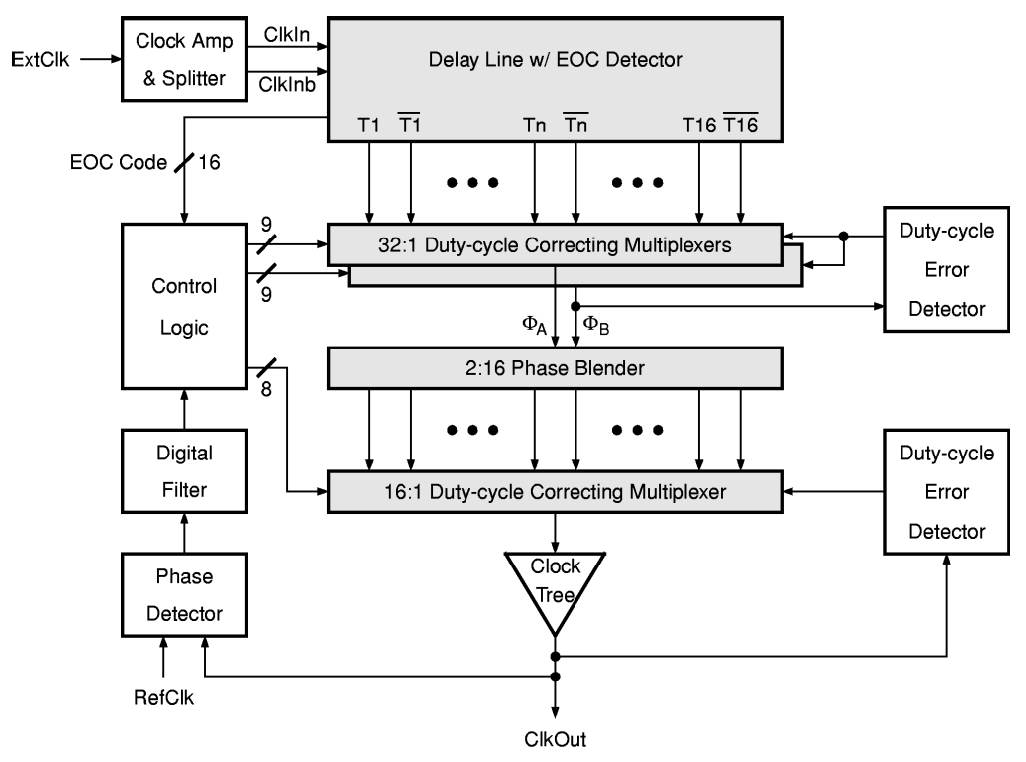 ExtClk
Clock Amp
& Splitter
ClkIn
ClkInb
Delay Line w/ EOC Detector
T1 T1̅ Tn Tn̅ T16 T16̅
EOC Code 16
9
9
8
Control
Logic
32:1 Duty-cycle Correcting Multiplexers
Duty-cycle
Error
Detector
ΦA ΦB
2:16 Phase Blender
Digital
Filter
16:1 Duty-cycle Correcting Multiplexer
Duty-cycle
Error
Detector
Phase
Detector
Clock
Tree
RefClk
ClkOut